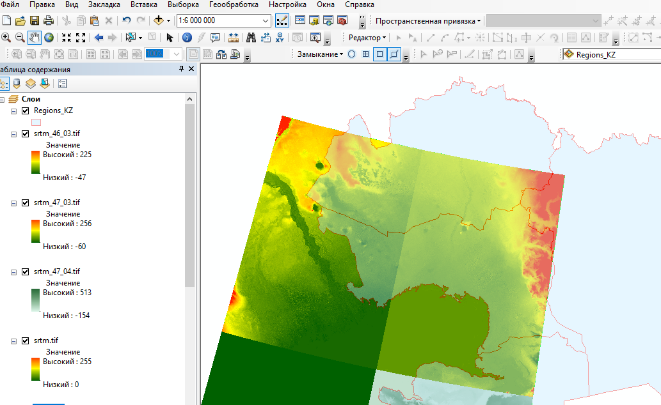 Файл Правка Вид Закладка Вставка Выборка Геообработка Настройка Окна Справка
1:6 000 000
Пространственная привязка
Редактор
Замыкание
Regions_KZ
аблица содержания
Слои
Regions_KZ
srtm_46_03.tif
Значение
Высокий : 225
Низкий : -47
srtm_47_03.tif
Значение
Высокий : 256
Низкий : -60
srtm_47_04.tif
Значение
Высокий : 513
Низкий : -154
srtm.tif
Значение
Высокий : 255
Низкий : 0